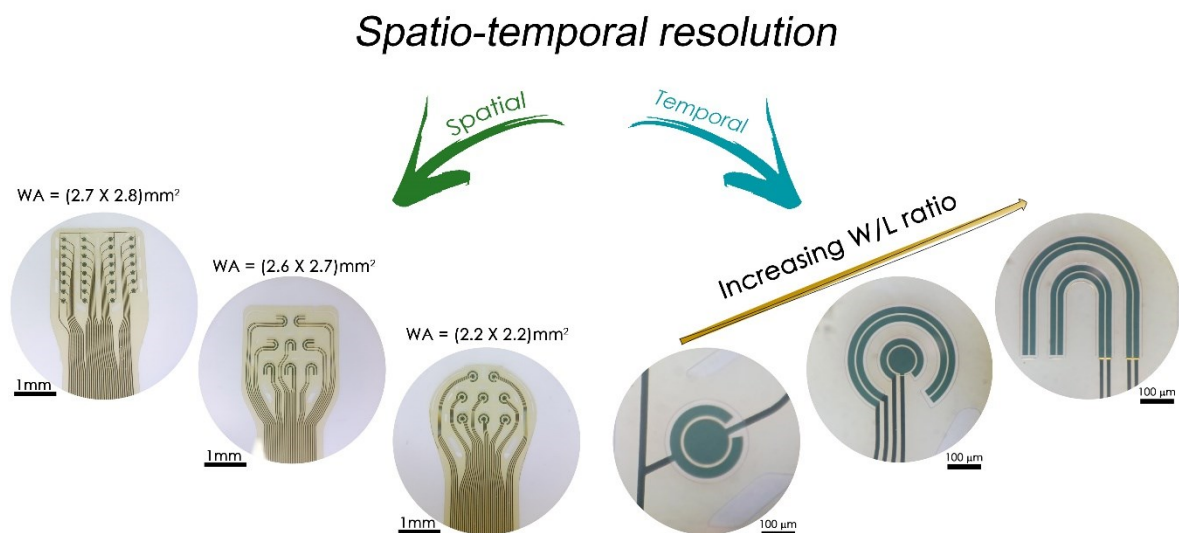 Spatio-temporal resolution
Spatial
Temporal
WA = (2.7 X 2.8)mm²
WA = (2.6 X 2.7)mm²
WA = (2.2 X 2.2)mm²
Increasing W/L ratio
1mm
1mm
1mm
100 μm
100 μm
100 μm